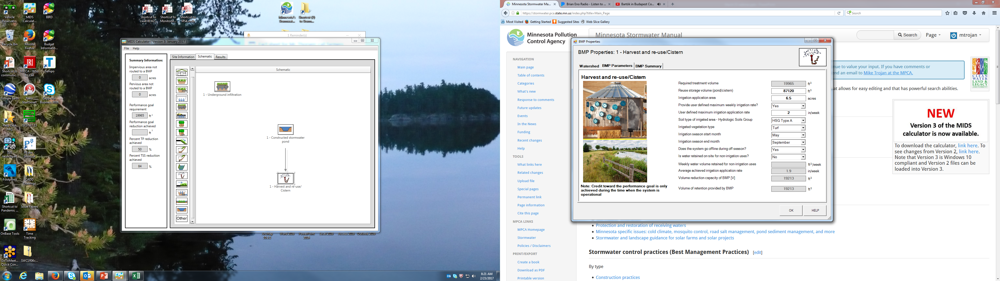 Vehicle
Reservati...
MIDS
Calculat...
BIRD
Recycle Bin
Mozilla
Firefox
Budget
Informatio...
Shortcut to
communic...
MPCA - Who
to Call
Tempo
Google Earth
Nero
StartSmart
Skype for
Business 2016
Help Desk
FAQ
SYSTAT 13
ISO
launchpad
P8.exe -
Shortcut
Footprints
CADD
Drawings
Shortcut to
Pandemic ...
Issue Papers
OnBase Tools
Time
Tracking
GoToMeet...
Quick Con...
SWC1R06c...
Shortcut to
cwi4VIEW2...
Shortcut to
Monitorin...
Shortcut to
MS4.mdb
Minnesota's
Stormwat...
Shortcut (2)
to Storm...
1 Reminder(s)
MIDS Calculator ( Version 3: January 2017 )
File Help
Summary Information:
Impervious area not
routed to a BMP
0 acres
Pervious area not
routed to a BMP
0 acres
Performance goal
requirement
19965 ft 3
Performance goal
reduction achieved
ft 3
Percent TP reduction
achieved
50 %
Percent TSS reduction
achieved
84 %
Site Information Schematic Results
Schematic
1 - Underground infiltration
1 - Constructed stormwater
pond
1 - Harvest and re-use/
Cistern
Other
ArcMap
10.3.1
Word 2016
PowerPoint
2016
Excel 2016
Access 2016
Outlook 2016
8:21 AM
2/23/2017
Minnesota Stormwater Ma...
Brian Eno Radio - Listen to ...
Bartók in Budapest Co...
https://stormwater.pca.state.mn.us/index.php?title=Main_Page
Search
Most Visited Getting Started Suggested Sites Web Slice Gallery
Minnesota Pollution
Control Agency
Minnesota Stormwater Manual
Search
Page
mtrojan
NAVIGATION
Main page
Table of contents
Categories
What's new
Response to comments
Future updates
Events
In the News
Funding
Recent changes
Help
TOOLS
What links here
Related changes
Upload file
Special pages
Permanent link
Page information
Cite this page
MPCA LINKS
MPCA Homepage
Stormwater
Policies / Disclaimers
PRINT/EXPORT
Create a book
Download as PDF
Printable version
BMP Properties
BMP Properties: 1 - Harvest and re-use/Cistern
Watershed BMP Parameters BMP Summary
Harvest and re-use/Cistern
Required treatment volume 19965 ft3
Reuse storage volume (pond/cistern) 87120 ft3
Irrigation application area 6.5 acres
Provide user defined maximum weekly irrigation rate? Yes
User defined maximum irrigation application rate 2 in/week
Soil type of irrigated area - Hydrologic Soils Group HSG Type A
Irrigated vegetation type Turf
Irrigation season start month May
Irrigation season end month September
Does the system go offline during off season? Yes
Is water retained on-site for non-irrigation uses? No
Weekly water volume retained for non-irrigation uses ft3/week
Average achieved irrigation application rate 1.9 in/week
Volume reduction capacity of BMP [V] 19213 ft3
Volume of retention provided by BMP 19213 ft3
Note: Credit toward the performance goal is only
achieved during the time when the system is
operational
OK HELP
nue to value your input. If you have comments or
nd an email to Mike Trojan at the MPCA.
CLEAN
WATER
LAND &
LEGACY
AMENDMENT
at allows for easy editing and that has powerful search abilities.
NEW
Version 3 of the MIDS
calculator is now available.
To download the calculator, link here. To
see changes from Version 2, link here.
Note that Version 3 is Windows 10
compliant and Version 2 files can be
loaded into Version 3.
Protection and restoration of receiving waters
Minnesota specific issues: cold climate, mosquito control, road salt management, pond sediment management, and more
Stormwater and landscape guidance for solar farms and solar projects
Stormwater control practices (Best Management Practices) [edit]
By type
Construction practices